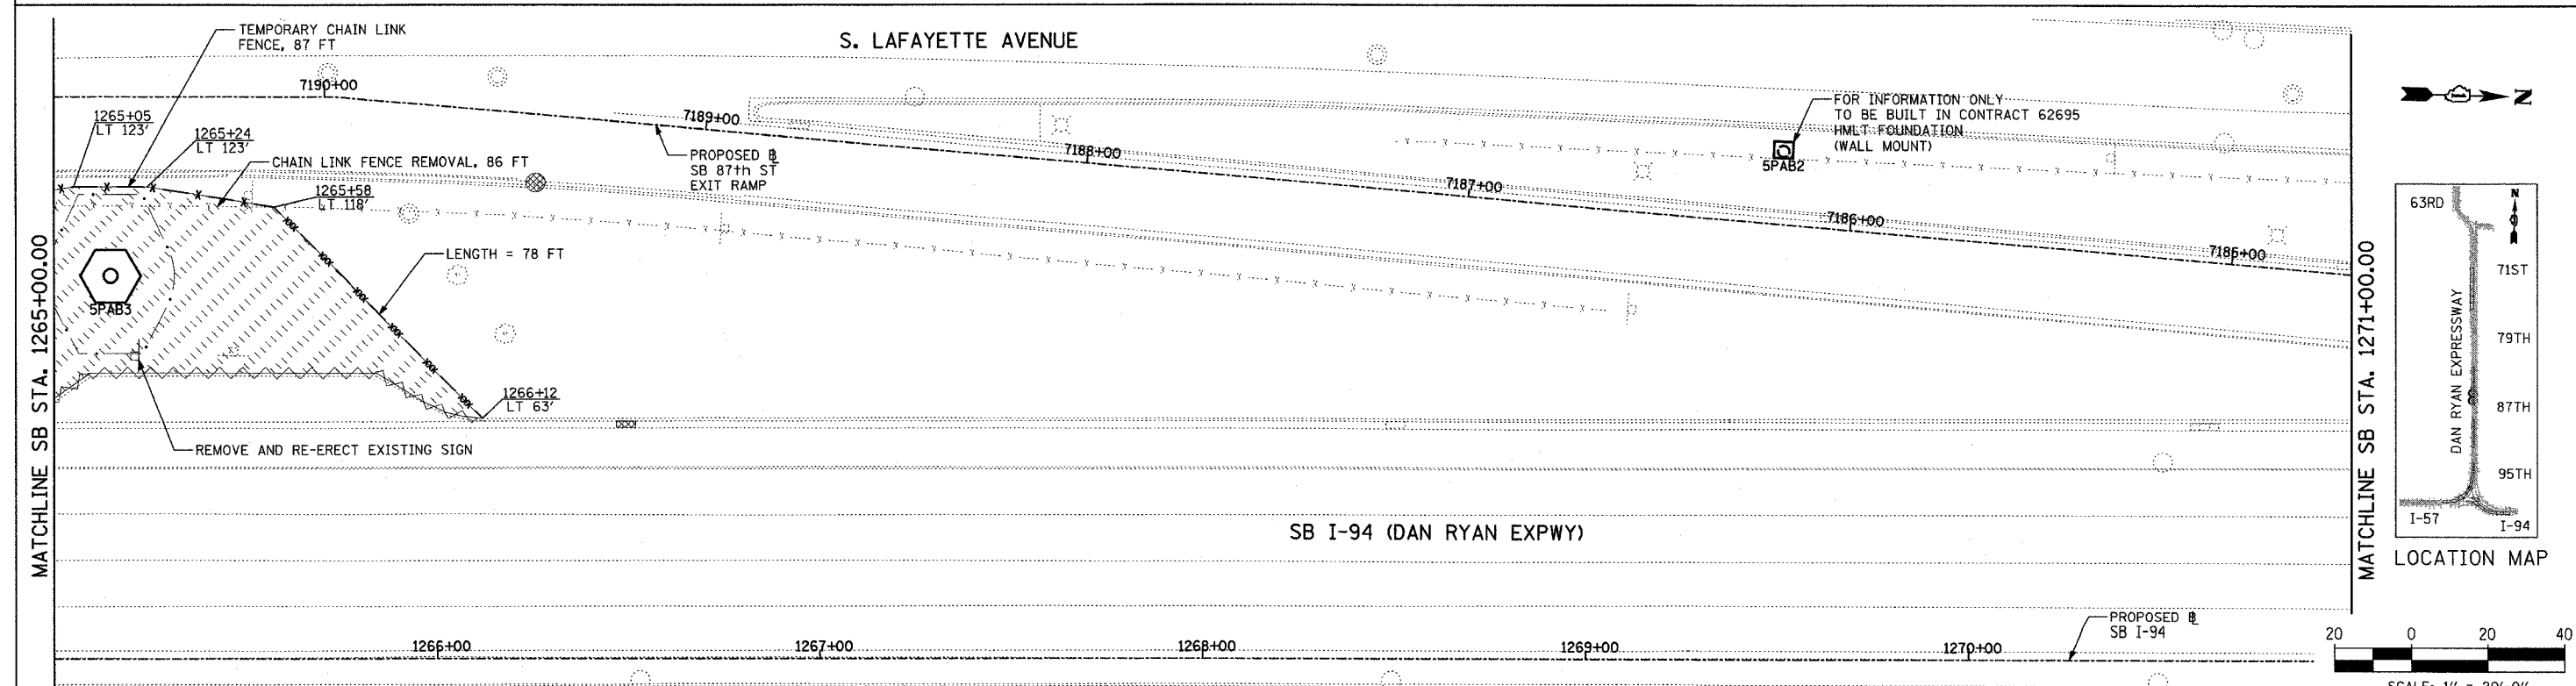 TEMPORARY CHAIN LINK
FENCE, 87 FT
S. LAFAYETTE AVENUE
7190+00
1265+05
LT 123'
1265+24
LT 123'
CHAIN LINK FENCE REMOVAL, 86 FT
7189+00
PROPOSED B
SB 87th ST
EXIT RAMP
7188+00
FOR INFORMATION ONLY
TO BE BUILT IN CONTRACT 62695
HMLT FOUNDATION
(WALL MOUNT)
5PAB2
1265+58
LT 118'
7187+00
7186+00
7185+00
LENGTH = 78 FT
5PAB3
1266+12
LT 63'
REMOVE AND RE-ERECT EXISTING SIGN
MATCHLINE SB STA. 1265+00.00
SB I-94 (DAN RYAN EXPWY)
MATCHLINE SB STA. 1271+00.00
1266+00
1267+00
1268+00
1269+00
1270+00
PROPOSED B
SB I-94
N
63RD
N
71ST
79TH
87TH
95TH
DAN RYAN EXPRESSWAY
I-57
I-94
LOCATION MAP
20 0 20 40